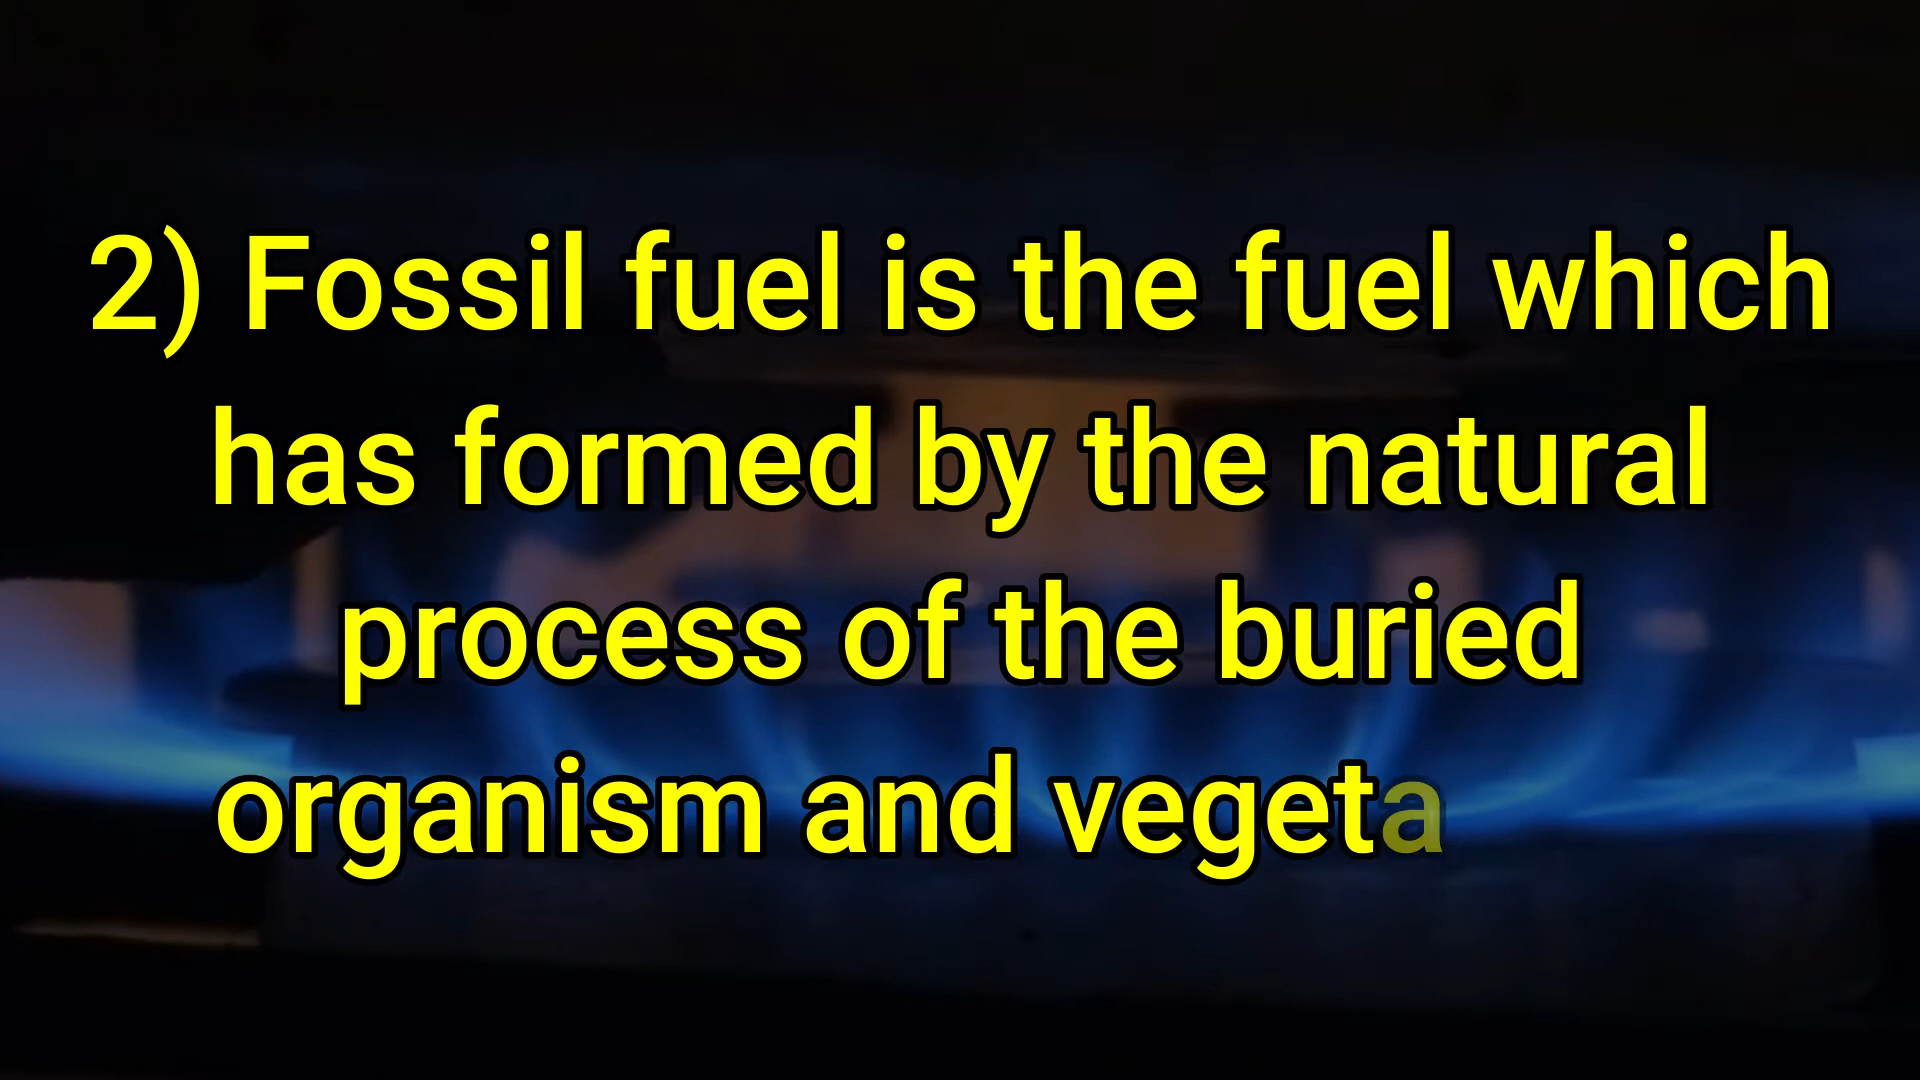 2) Fossil fuel is the fuel which
has formed by the natural
process of the buried
organism and vegeta